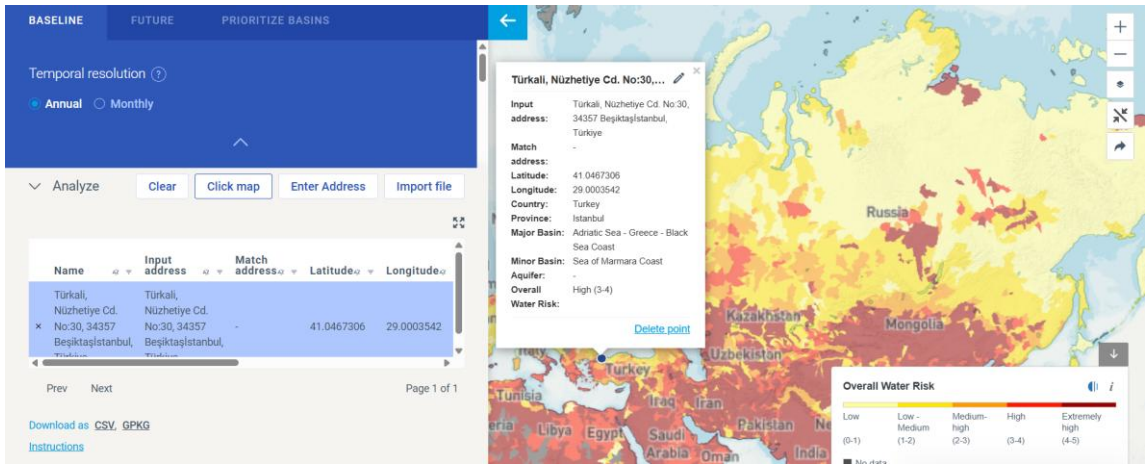 BASELINE FUTURE PRIORITIZE BASINS
Temporal resolution ?
Annual Monthly
Analyze Clear Click map Enter Address Import file
Name Input address Match address Latitude Longitude
Türkali,
Nüzhetiye Cd.
No:30, 34357
Beşiktaşİstanbul,
Türkali,
Nüzhetiye Cd.
No:30, 34357
Beşiktaşİstanbul,
- 41.0467306 29.0003542
Prev Next Page 1 of 1
Download as CSV, GPKG
Instructions
Türkali, Nüzhetiye Cd. No:30,...
Input address: Türkali, Nüzhetiye Cd. No:30,
34357 Beşiktaşİstanbul,
Türkiye
Match address: -
Latitude: 41.0467306
Longitude: 29.0003542
Country: Turkey
Province: Istanbul
Major Basin: Adriatic Sea - Greece - Black
Sea Coast
Minor Basin: Sea of Marmara Coast
Aquifer: -
Overall Water Risk: High (3-4)
Delete point
Russia
Kazakhstan
Mongolia
Uzbekistan
Italy
Turkey
Tunisia
Iraq Iran
Libya Egypt
Saudi
Arabia
Oman
Pakistan
India
Overall Water Risk i
Low Low - Medium Medium-high High Extremely high
(0-1) (1-2) (2-3) (3-4) (4-5)
No data